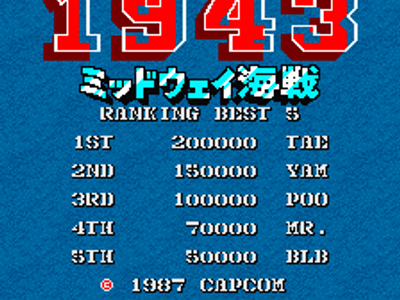 1943
ミッドウェイ海戦
RANKING BEST 5
1ST 200000 TAE
2ND 150000 YAM
3RD 100000 POO
4TH 70000 MR.
5TH 50000 BLB
© 1987 CAPCOM